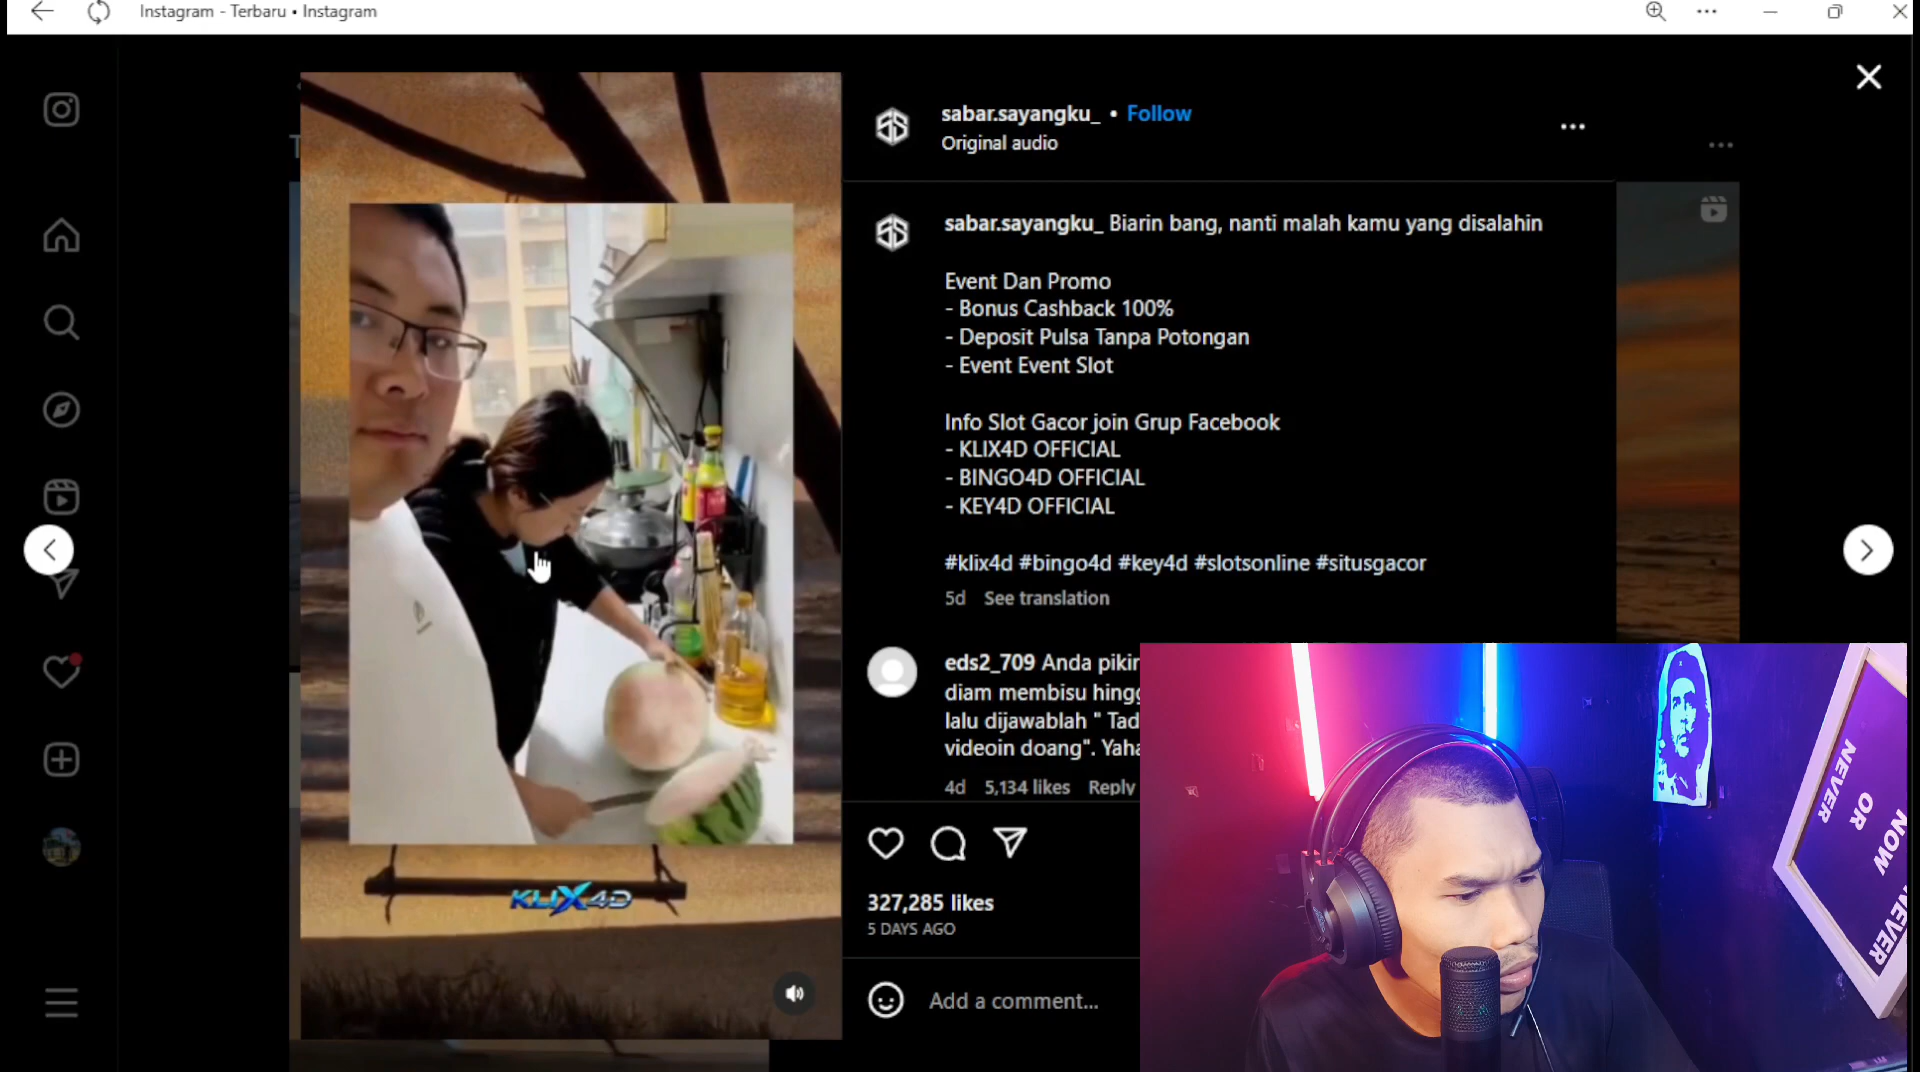 Instagram - Terbaru • Instagram
sabar.sayangku_ • Follow
Original audio
sabar.sayangku_ Biarin bang, nanti malah kamu yang disalahin
Event Dan Promo
- Bonus Cashback 100%
- Deposit Pulsa Tanpa Potongan
- Event Event Slot
Info Slot Gacor join Grup Facebook
- KLIX4D OFFICIAL
- BINGO4D OFFICIAL
- KEY4D OFFICIAL
#klix4d #bingo4d #key4d #slotsonline #situsgacor
5d See translation
eds2_709 Anda pikir
diam membisu hingg
lalu dijawablah " Tad
videoin doang". Yaha
4d 5,134 likes Reply
327,285 likes
5 DAYS AGO
Add a comment...
KLIX4D
NEVER
OR
NOW
NEVER